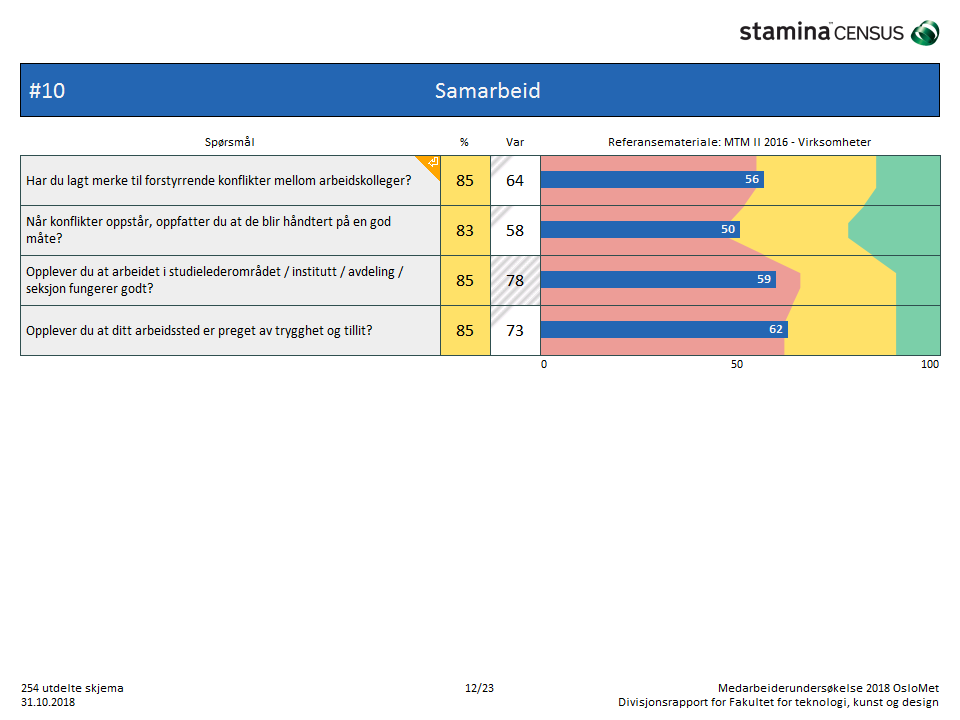 stamina™CENSUS
#10 Samarbeid
Spørsmål % Var Referansemateriale: MTM II 2016 - Virksomheter
Har du lagt merke til forstyrrende konflikter mellom arbeidskolleger? 85 64 56
Når konflikter oppstår, oppfatter du at de blir håndtert på en god
måte? 83 58 50
Opplever du at arbeidet i studielederområdet / institutt / avdeling /
seksjon fungerer godt? 85 78 59
Opplever du at ditt arbeidssted er preget av trygghet og tillit? 85 73 62
0 50 100
254 utdelte skjema 12/23 Medarbeiderundersøkelse 2018 OsloMet
31.10.2018 Divisjonsrapport for Fakultet for teknologi, kunst og design